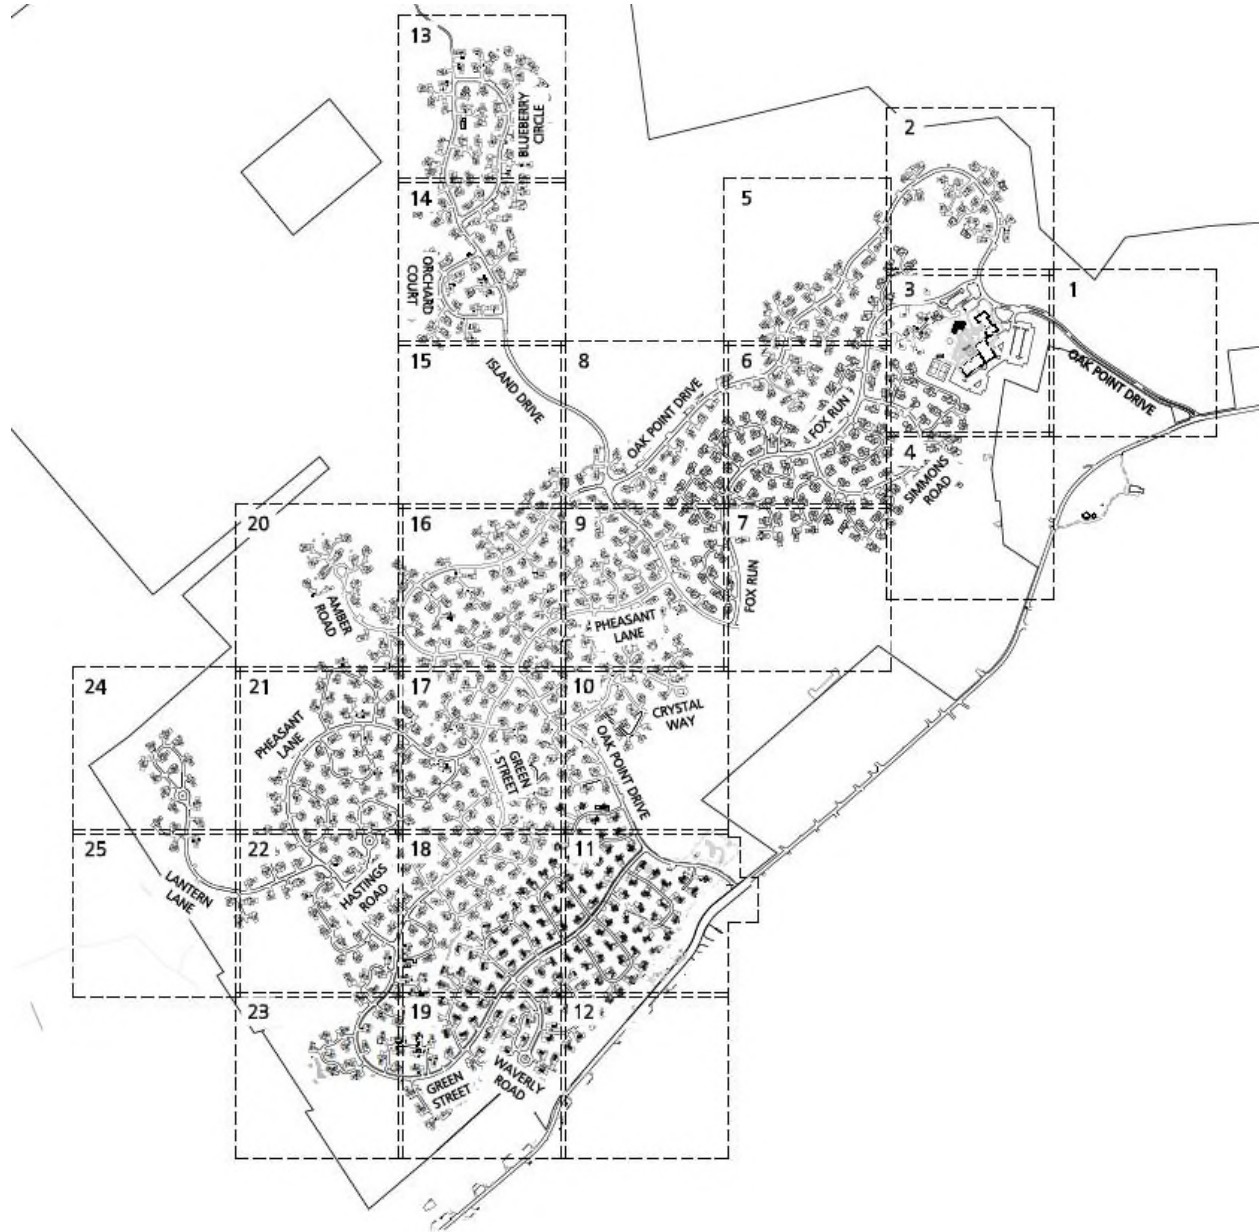 13
BLUEBERRY
CIRCLE
2
14
5
ORCHARD
COURT
3
1
OAK POINT DRIVE
15
ISLAND DRIVE
8
OAK POINT DRIVE
6
FOX RUN
4
SIMMONS
ROAD
20
16
9
7
AMBER
ROAD
PHEASANT
LANE
FOX RUN
24
21
17
10
PHEASANT
LANE
CRYSTAL
WAY
GREEN
STREET
OAK POINT DRIVE
25
22
18
11
LANTERN
LANE
HASTINGS
ROAD
23
19
12
GREEN
STREET
WAVERLY
ROAD